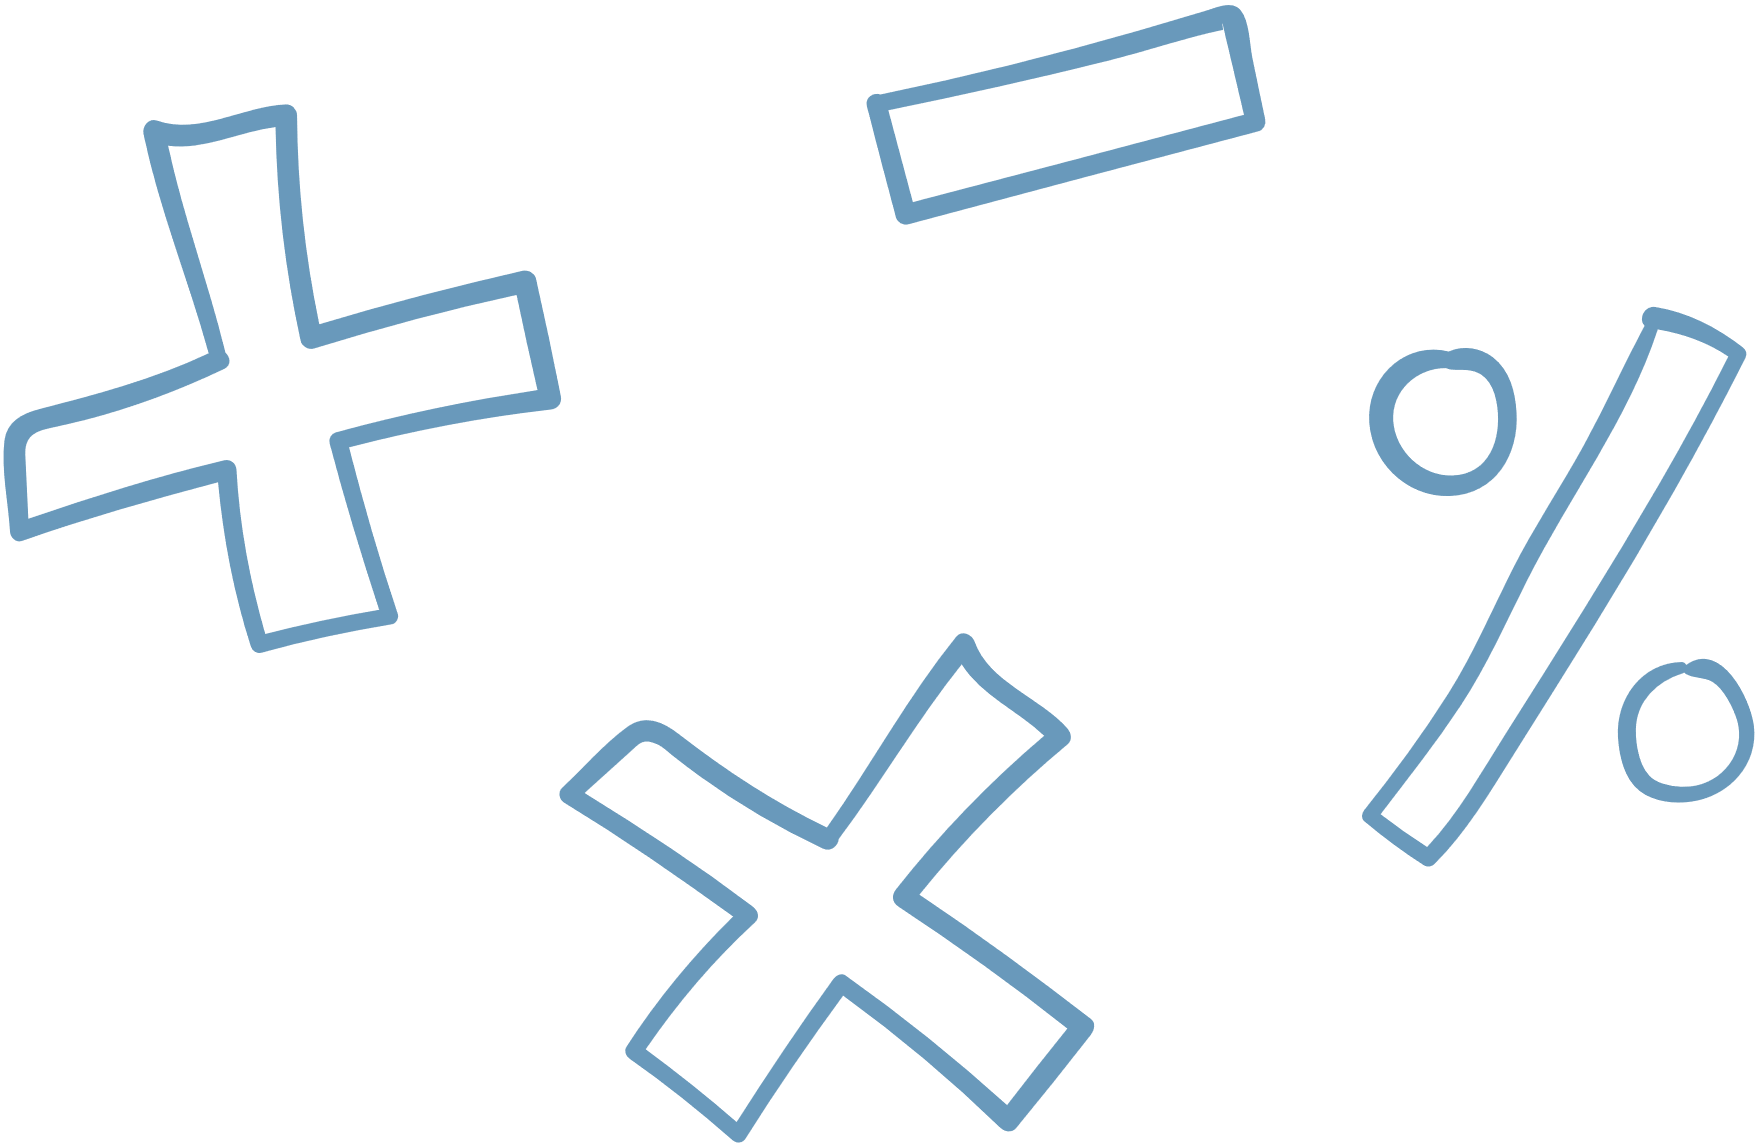 +
−
%
×